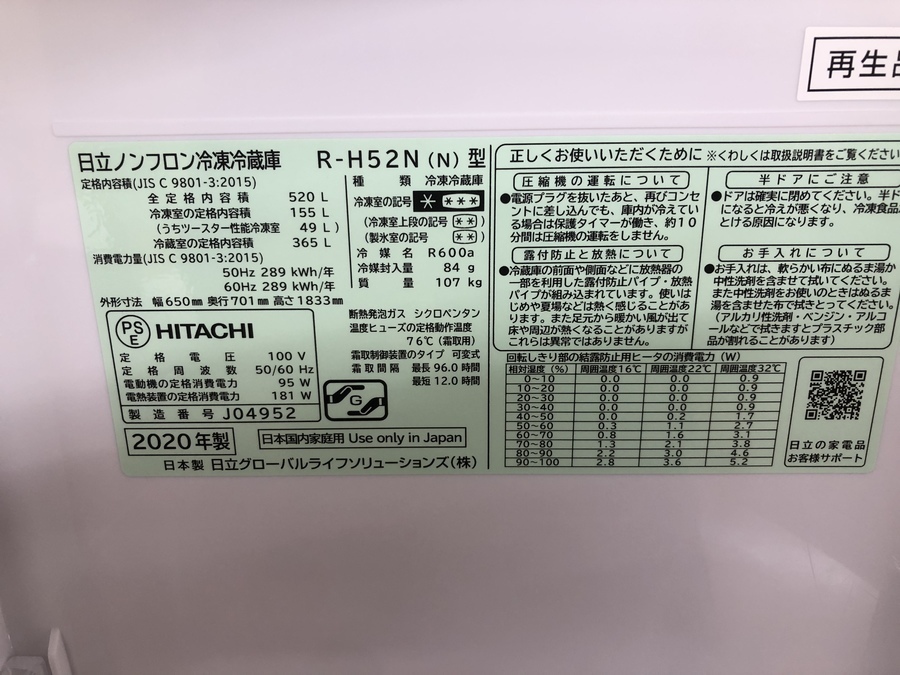 再生品
日立ノンフロン冷凍冷蔵庫 R-H52N(N)型
定格内容積(JIS C 9801-3:2015)
全定格内容積 520 L
冷凍室の定格内容積 155 L
(うちツースター性能冷凍室 49 L)
冷蔵室の定格内容積 365 L
消費電力量(JIS C 9801-3:2015)
50Hz 289 kWh/年
60Hz 289 kWh/年
外形寸法 幅650mm 奥行701mm 高さ1833mm
種類 冷凍冷蔵庫
冷凍室の記号
(冷凍室上段の記号 )
(製氷室の記号 )
冷媒名 R600a
冷媒封入量 84 g
質量 107 kg
PS
E
HITACHI
定格電圧 100 V
定格周波数 50/60 Hz
電動機の定格消費電力 95 W
電熱装置の定格消費電力 181 W
製造番号 J04952
断熱発泡ガス シクロペンタン
温度ヒューズの定格動作温度
76℃(霜取用)
霜取制御装置のタイプ 可変式
霜取間隔 最長 96.0 時間
最短 12.0 時間
G
2020年製
日本国内家庭用 Use only in Japan
日本製 日立グローバルライフソリューションズ(株)
正しくお使いいただくために ※くわしくは取扱説明書をご覧ください
圧縮機の運転について
●電源プラグを抜いたあと、再びコンセ
ントに差し込んでも、庫内が冷えてい
る場合は保護タイマーが働き、約10
分間は圧縮機の運転をしません。
露付防止と放熱について
●冷蔵庫の前面や側面などに放熱器の
一部を利用した露付防止パイプ・放熱
パイプが組み込まれています。使いは
じめや夏場などは熱く感じることがあ
ります。また足元から暖かい風が出て
床や周辺が熱くなることがありますが
これらは異常ではありません。
半ドアにご注意
●ドアは確実に閉めてください。半ド
になると冷えが悪くなり、冷凍食品
とける原因になります。
お手入れについて
●お手入れは、軟らかい布にぬるま湯か
中性洗剤を含ませて拭いてください。
また中性洗剤をお使いのときはぬるま
湯を含ませた布で拭きとってください。
(アルカリ性洗剤・ベンジン・アルコ
ールなどで拭きますとプラスチック部
品が割れることがあります)
回転しきり部の結露防止用ヒータの消費電力(W)
相対湿度(%) 周囲温度16℃ 周囲温度22℃ 周囲温度32℃
0~10 0.0 0.0 0.9
10~20 0.0 0.0 0.9
20~30 0.0 0.0 0.9
30~40 0.0 0.0 0.9
40~50 0.0 0.2 1.7
50~60 0.3 1.1 2.7
60~70 0.8 1.6 3.1
70~80 1.3 2.1 3.8
80~90 2.2 3.0 4.6
90~100 2.8 3.6 5.2
日立の家電品
お客様サポート